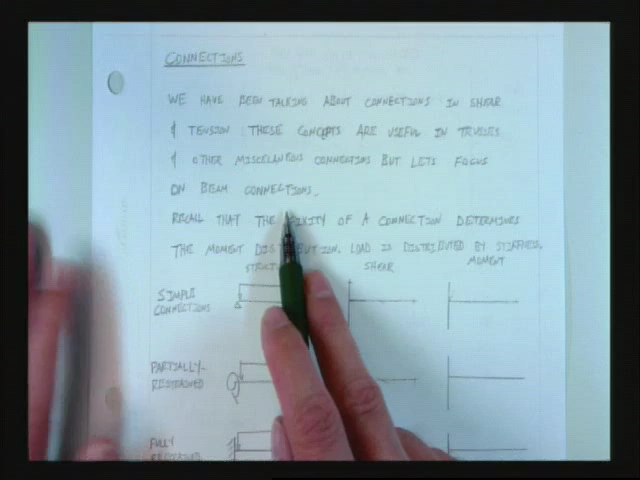 CONNECTIONS
WE HAVE BEEN TALKING ABOUT CONNECTIONS IN SHEAR
& TENSION THESE CONCEPTS ARE USEFUL IN TRUSSES
& OTHER MISCELANEOUS CONNECTIONS BUT LETS FOCUS
ON BEAM CONNECTIONS.
RECALL THAT THE OF A CONNECTION DETERMINES
THE MOMENT DISTRIBUTION. LOAD IS DISTRIBUTED BY STIFFNESS.
SHEAR MOMENT
SIMPLE
CONNECTIONS
PARTIALLY-
RESTRAINED
FULLY
RESTRAINED